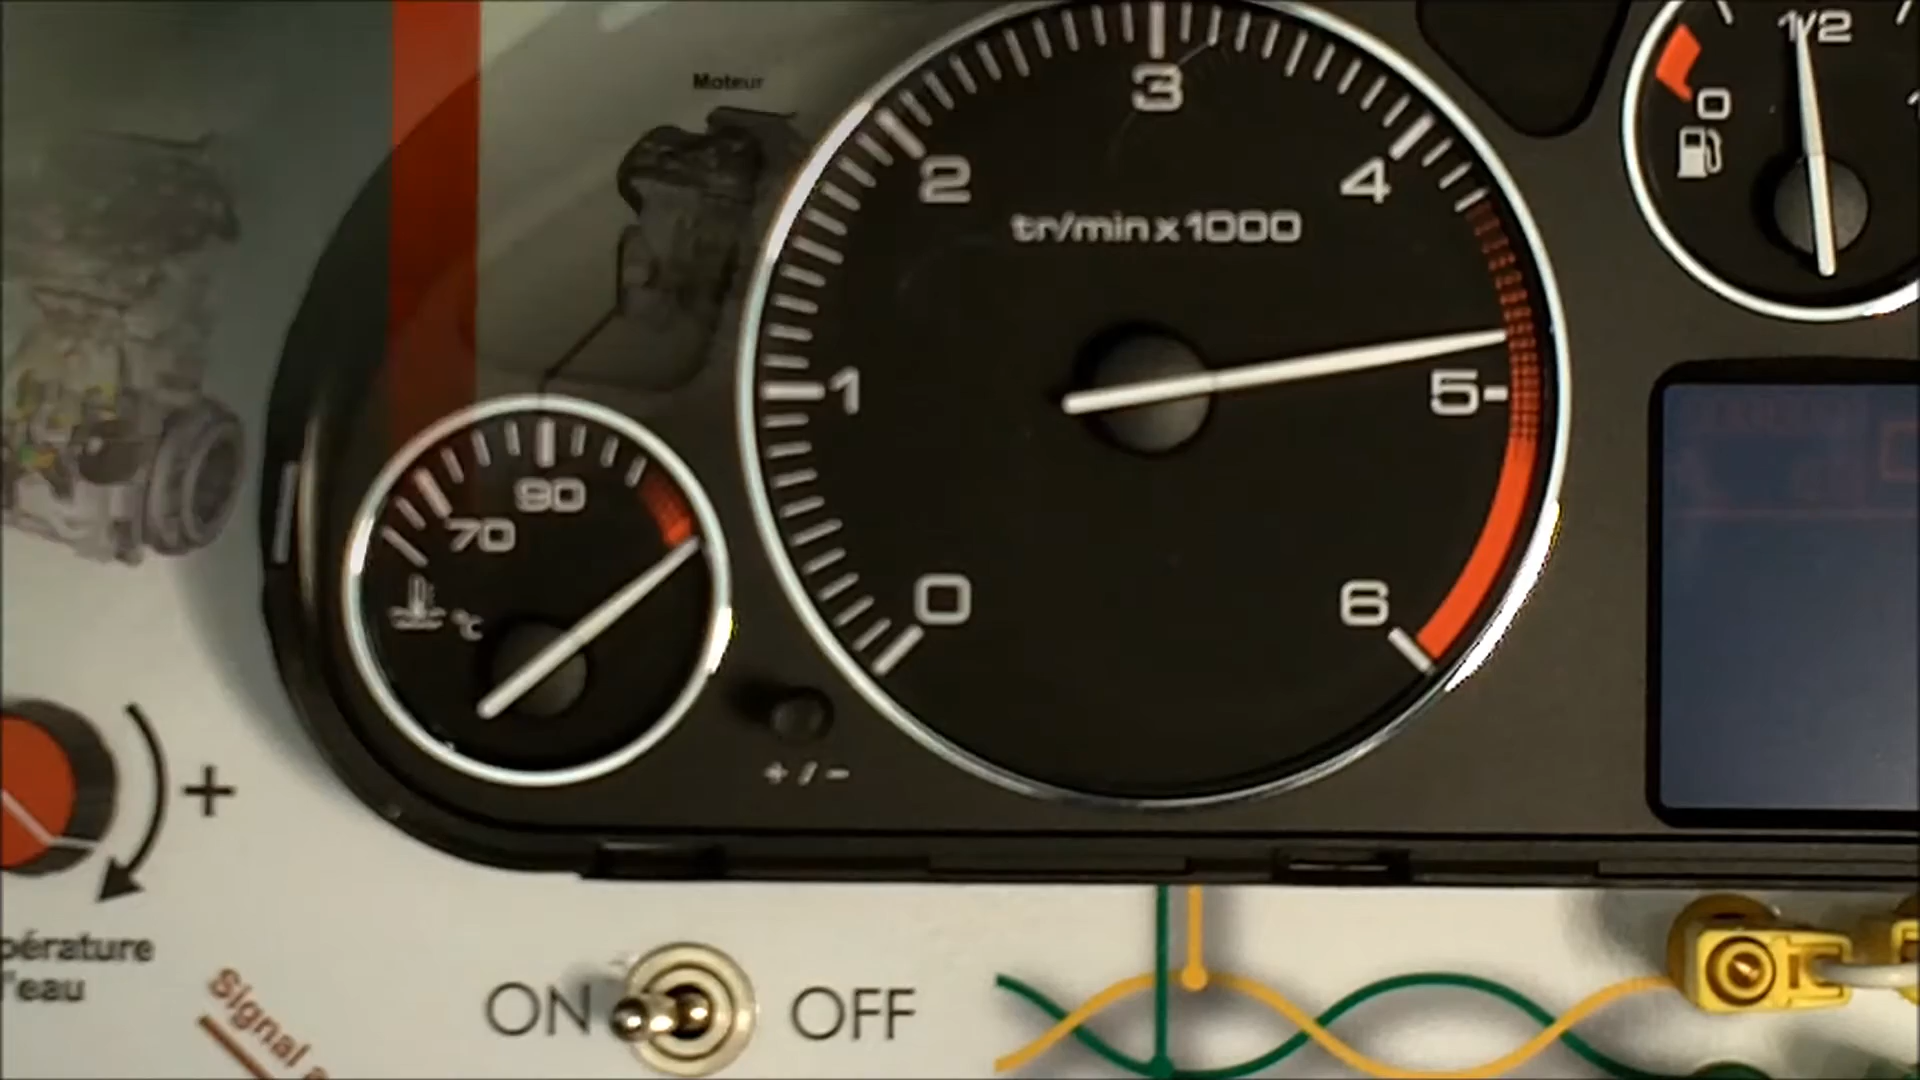 Moteur
1/2
0
3
2
4
tr/min x 1000
1
5
90
70
°C
0
6
+ / -
+
pérature
'eau
Signal
ON
OFF